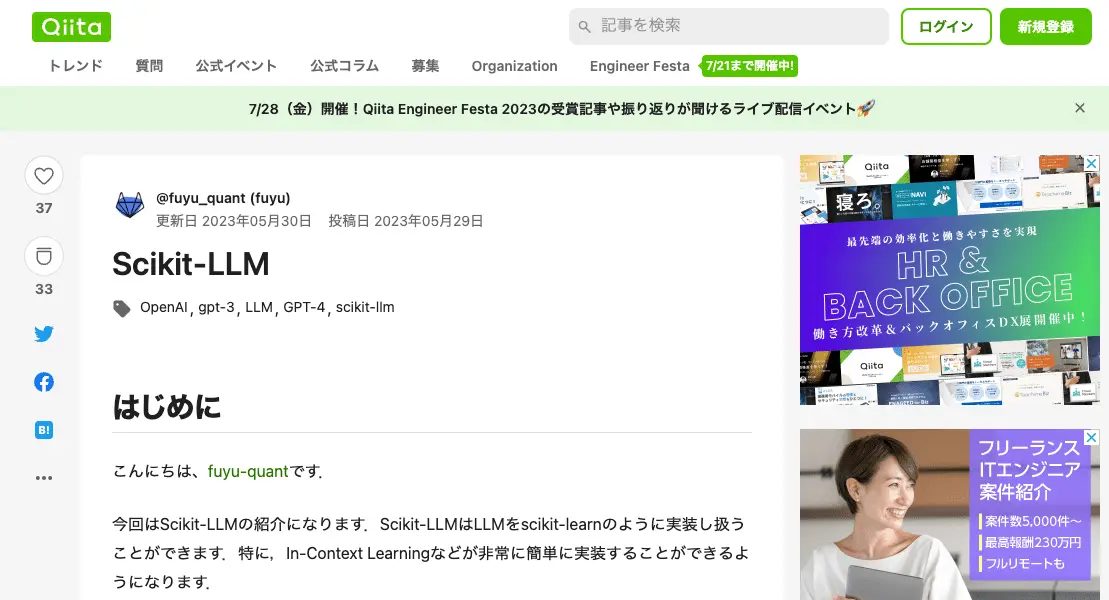 Qiita
記事を検索
ログイン
新規登録
トレンド 質問 公式イベント 公式コラム 募集 Organization Engineer Festa 7/21まで開催中!
7/28（金）開催！Qiita Engineer Festa 2023の受賞記事や振り返りが聞けるライブ配信イベント🚀
37
33
B!
@fuyu_quant (fuyu)
更新日 2023年05月30日 投稿日 2023年05月29日
Scikit-LLM
OpenAI, gpt-3, LLM, GPT-4, scikit-llm
はじめに
こんにちは、fuyu-quantです．
今回はScikit-LLMの紹介になります．Scikit-LLMはLLMをscikit-learnのように実装し扱う
ことができます．特に，In-Context Learningなどが非常に簡単に実装することができるよ
うになります．
Qiita
寝ろ。
NAVI
最先端の効率化と働きやすさを実現
HR &
BACK OFFICE
働き方改革&バックオフィスDX展開催中！
Qiita
フリーランス
ITエンジニア
案件紹介
案件数5,000件〜
最高報酬230万円
フルリモートも